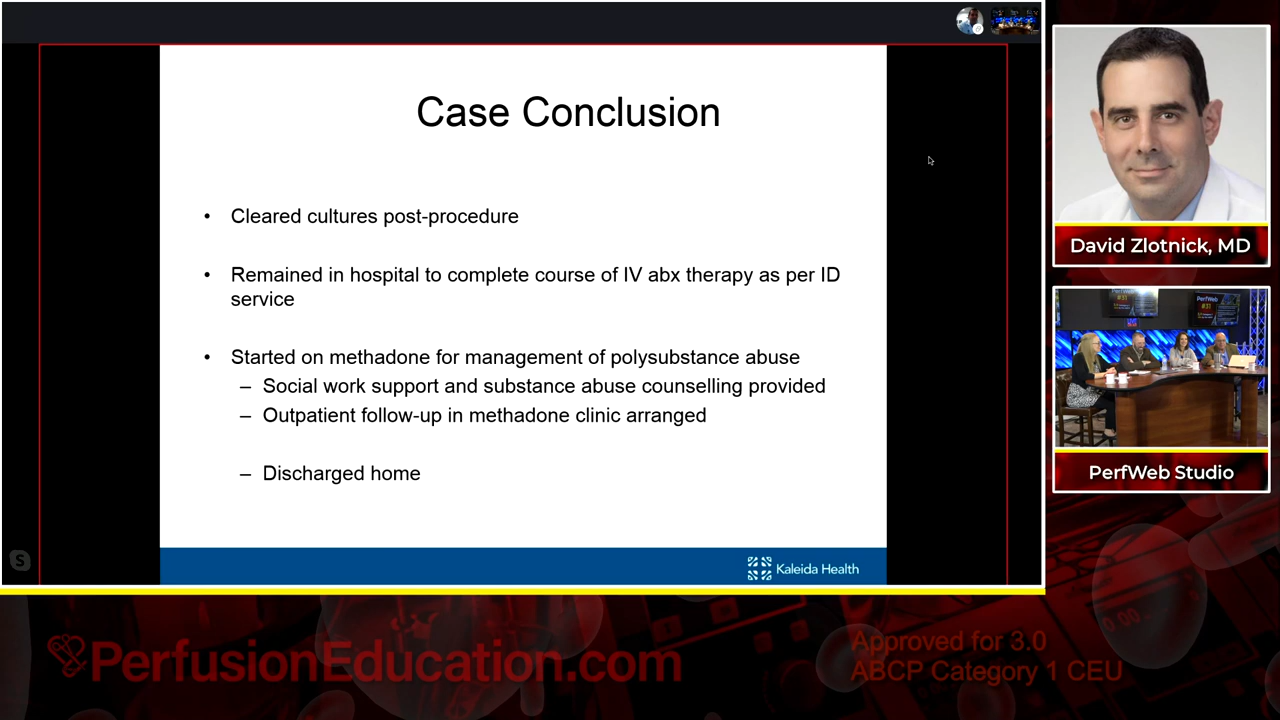 Case Conclusion
• Cleared cultures post-procedure
• Remained in hospital to complete course of IV abx therapy as per ID
service
• Started on methadone for management of polysubstance abuse
– Social work support and substance abuse counselling provided
– Outpatient follow-up in methadone clinic arranged
– Discharged home
Kaleida Health
David Zlotnick, MD
PerfWeb
PerfWeb Studio
PerfusionEducation.com
Approved for 3.0
ABCP Category 1 CEU